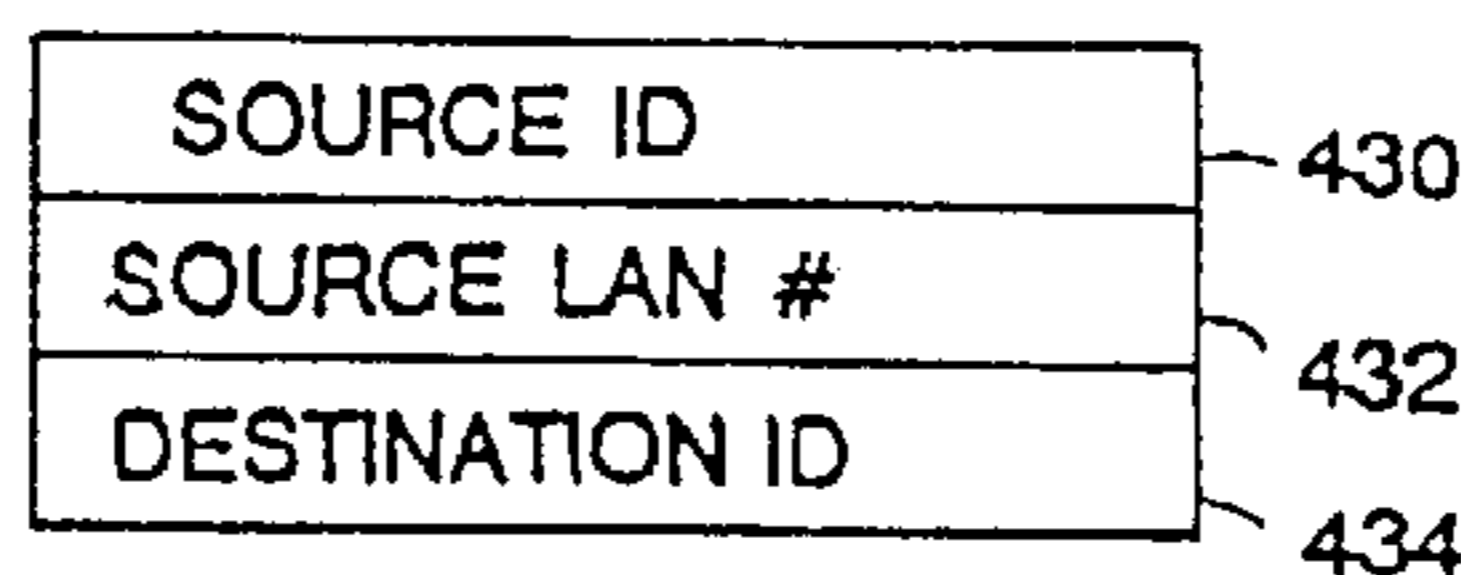 SOURCE ID 430
SOURCE LAN # 432
DESTINATION ID 434